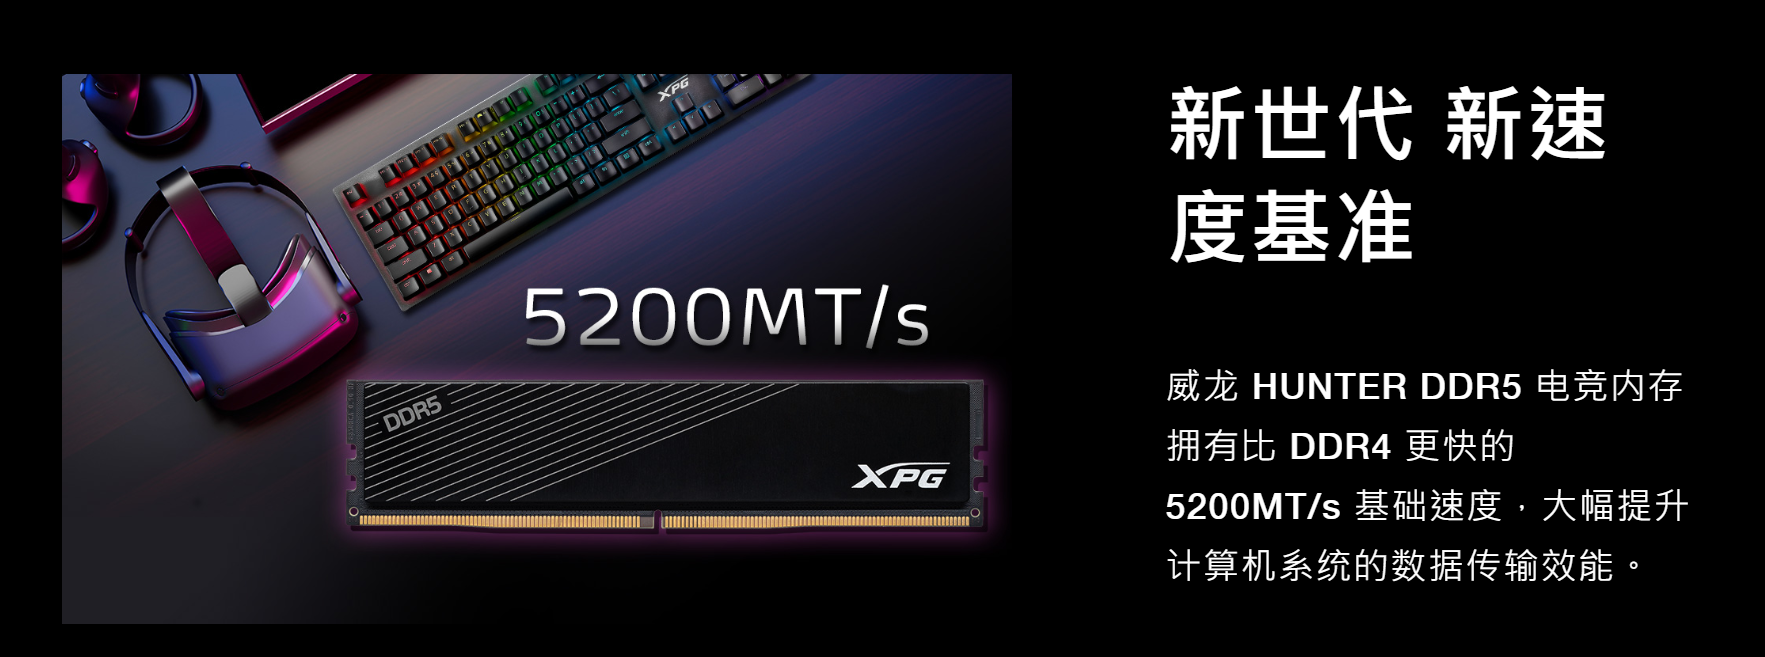 XPG
5200MT/s
DDR5
XPG
新世代 新速
度基准
威龙 HUNTER DDR5 电竞内存
拥有比 DDR4 更快的
5200MT/s 基础速度，大幅提升
计算机系统的数据传输效能。